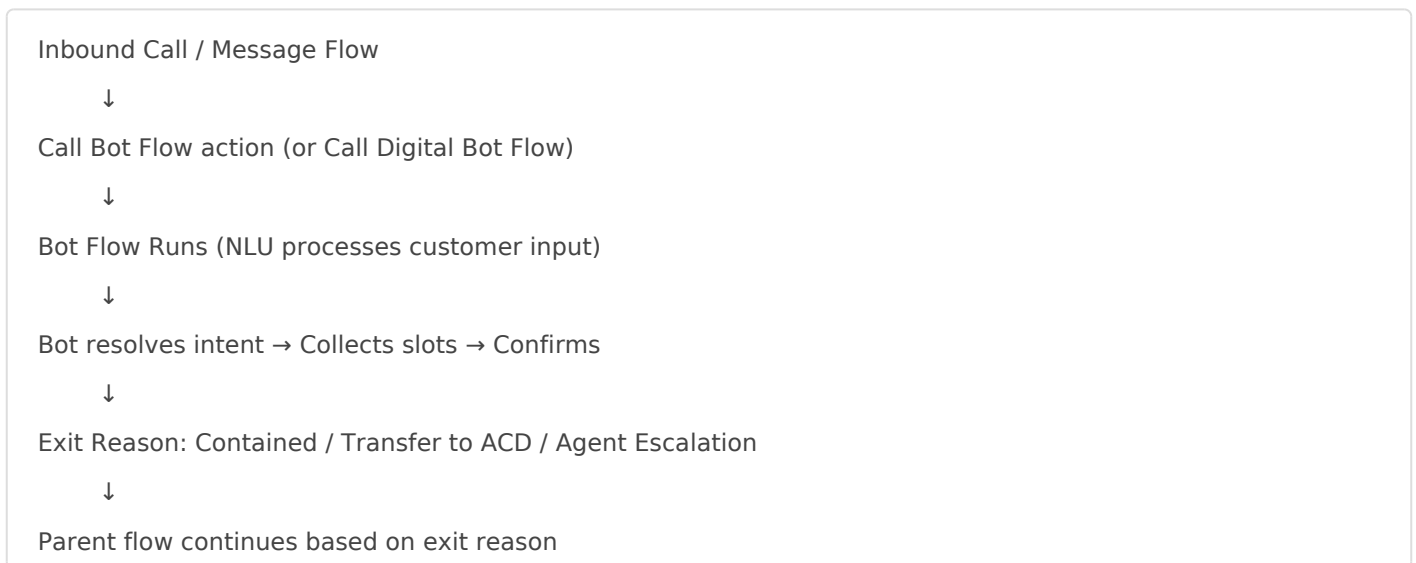 Inbound Call / Message Flow
↓
Call Bot Flow action (or Call Digital Bot Flow)
↓
Bot Flow Runs (NLU processes customer input)
↓
Bot resolves intent → Collects slots → Confirms
↓
Exit Reason: Contained / Transfer to ACD / Agent Escalation
↓
Parent flow continues based on exit reason